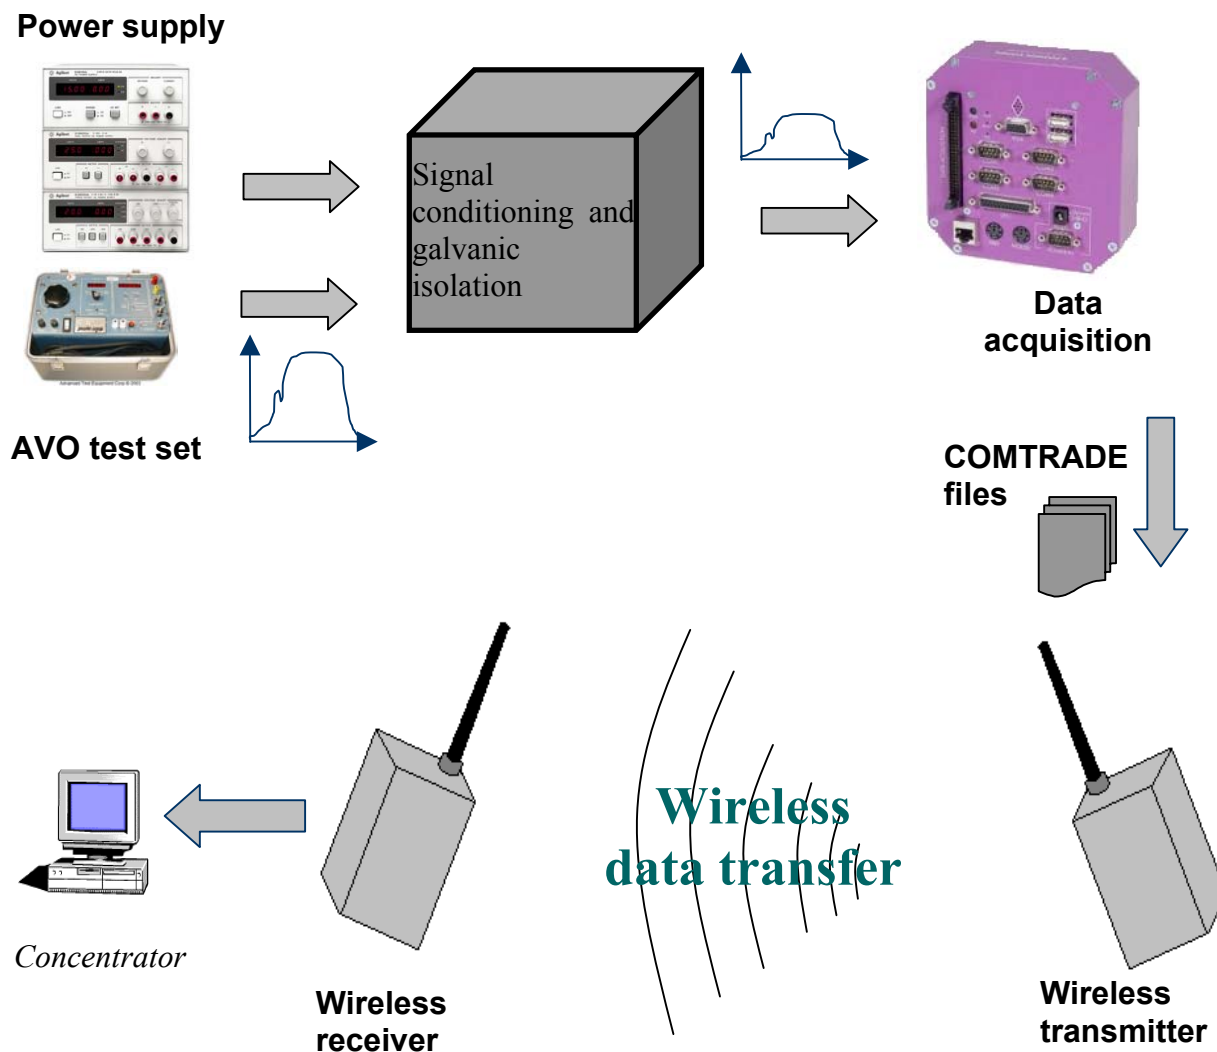 Power supply
Signal
conditioning and
galvanic
isolation
Data
acquisition
AVO test set
COMTRADE
files
Wireless
data transfer
Concentrator
Wireless
receiver
Wireless
transmitter